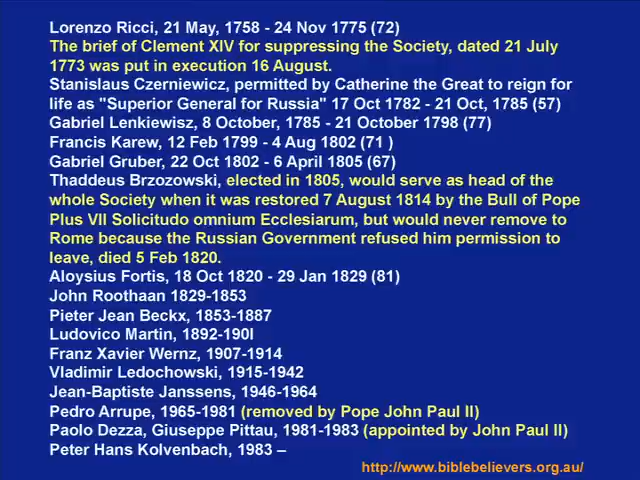 Lorenzo Ricci, 21 May, 1758 - 24 Nov 1775 (72)
The brief of Clement XIV for suppressing the Society, dated 21 July
1773 was put in execution 16 August.
Stanislaus Czerniewicz, permitted by Catherine the Great to reign for
life as "Superior General for Russia" 17 Oct 1782 - 21 Oct, 1785 (57)
Gabriel Lenkiewisz, 8 October, 1785 - 21 October 1798 (77)
Francis Karew, 12 Feb 1799 - 4 Aug 1802 (71 )
Gabriel Gruber, 22 Oct 1802 - 6 April 1805 (67)
Thaddeus Brzozowski, elected in 1805, would serve as head of the
whole Society when it was restored 7 August 1814 by the Bull of Pope
Plus VII Solicitudo omnium Ecclesiarum, but would never remove to
Rome because the Russian Government refused him permission to
leave, died 5 Feb 1820.
Aloysius Fortis, 18 Oct 1820 - 29 Jan 1829 (81)
John Roothaan 1829-1853
Pieter Jean Beckx, 1853-1887
Ludovico Martin, 1892-190l
Franz Xavier Wernz, 1907-1914
Vladimir Ledochowski, 1915-1942
Jean-Baptiste Janssens, 1946-1964
Pedro Arrupe, 1965-1981 (removed by Pope John Paul II)
Paolo Dezza, Giuseppe Pittau, 1981-1983 (appointed by John Paul II)
Peter Hans Kolvenbach, 1983 –
http://www.biblebelievers.org.au/